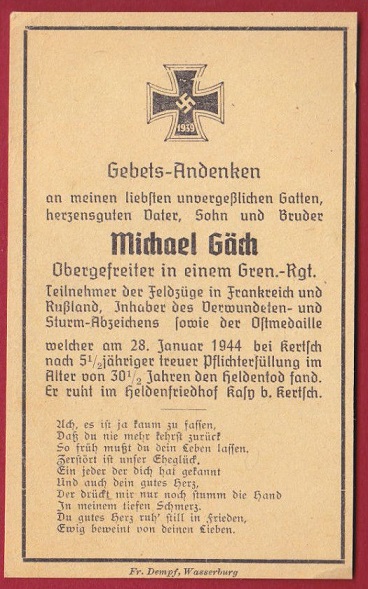 1939
Gebets-Andenken
an meinen liebsten unvergeßlichen Gatten,
herzensguten Vater, Sohn und Bruder
Michael Gäch
Obergefreiter in einem Gren.-Rgt.
Teilnehmer der Feldzüge in Frankreich und
Rußland, Inhaber des Verwundeten- und
Sturm-Abzeichens sowie der Ostmedaille
welcher am 28. Januar 1944 bei Kertsch
nach 5½jähriger treuer Pflichterfüllung im
Alter von 30½ Jahren den Heldentod fand.
Er ruht im Heldenfriedhof Kasp b. Kertsch.
Ach, es ist ja kaum zu fassen,
Daß du nie mehr kehrst zurück
So früh mußt du dein Leben lassen,
Zerstört ist unser Eheglück.
Ein jeder der dich hat gekannt
Und auch dein gutes Herz,
Der drückt mir nur noch stumm die Hand
In meinem tiefen Schmerz.
Du gutes Herz ruh' still in Frieden,
Ewig beweint von deinen Lieben.
Fr. Dempf, Wasserburg